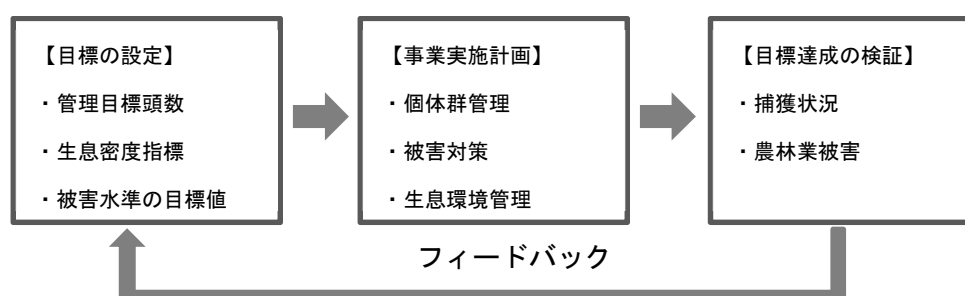 【目標の設定】
・管理目標頭数
・生息密度指標
・被害水準の目標値
【事業実施計画】
・個体群管理
・被害対策
・生息環境管理
【目標達成の検証】
・捕獲状況
・農林業被害
フィードバック